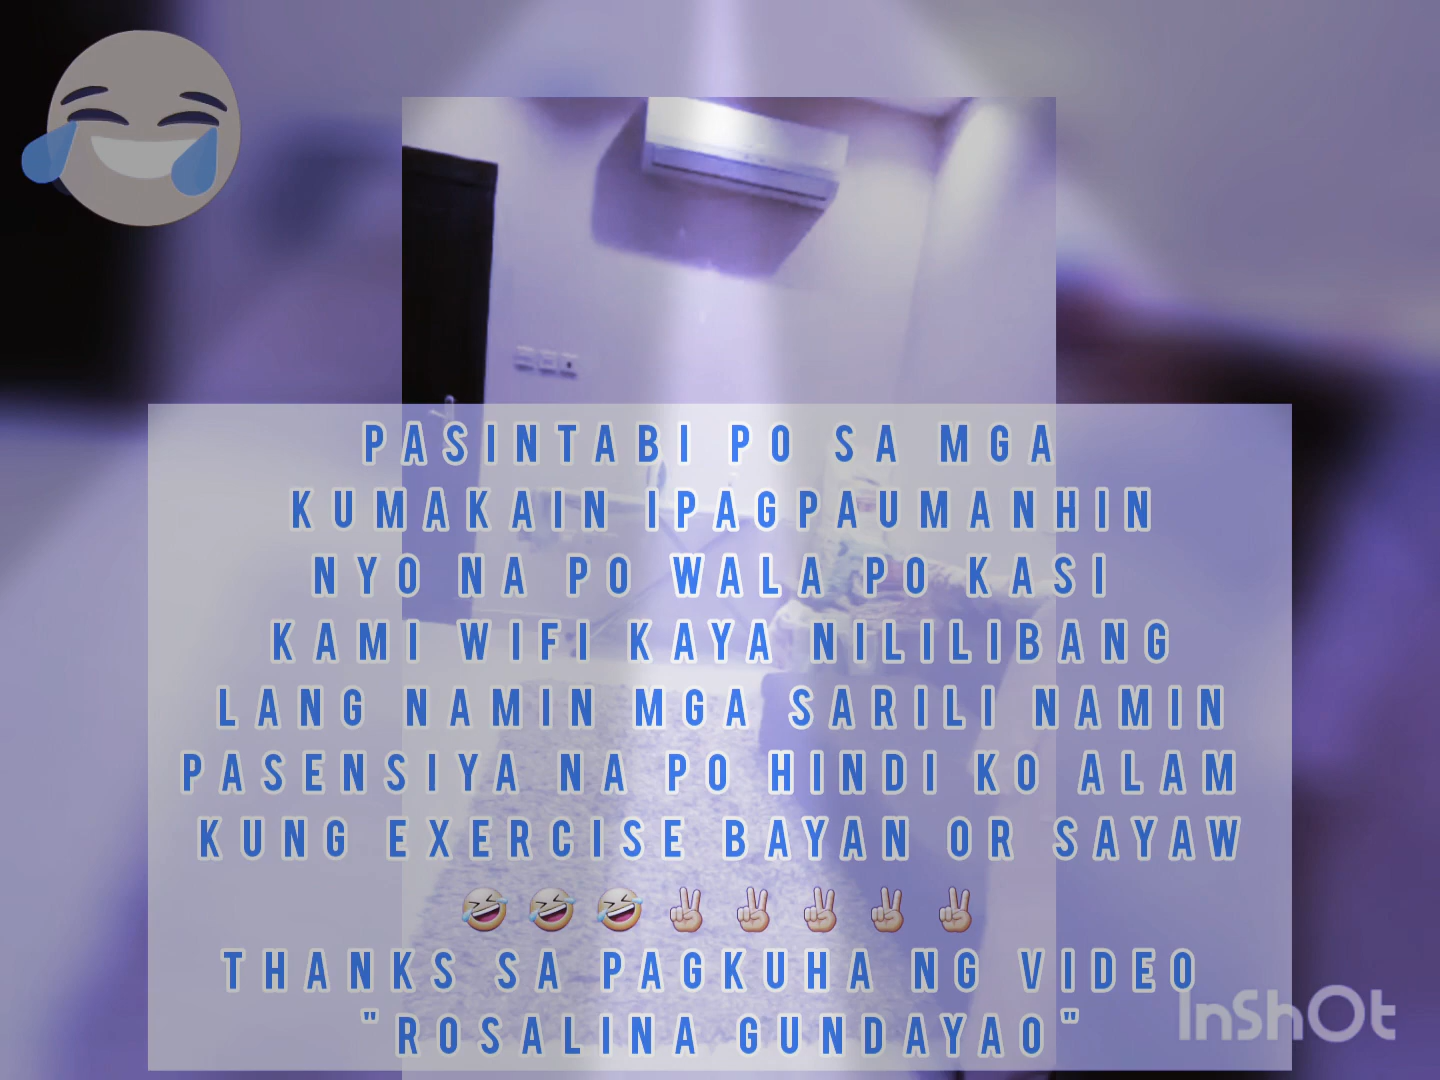 PASINTABI PO SA MGA
KUMAKAIN IPAGPAUMANHIN
NYO NA PO WALA PO KASI
KAMI WIFI KAYA NILILIBANG
LANG NAMIN MGA SARILI NAMIN
PASENSIYA NA PO HINDI KO ALAM
KUNG EXERCISE BAYAN OR SAYAW
🤣🤣🤣✌✌✌✌✌
THANKS SA PAGKUHA NG VIDEO
"ROSALINA GUNDAYAO"
InShOt